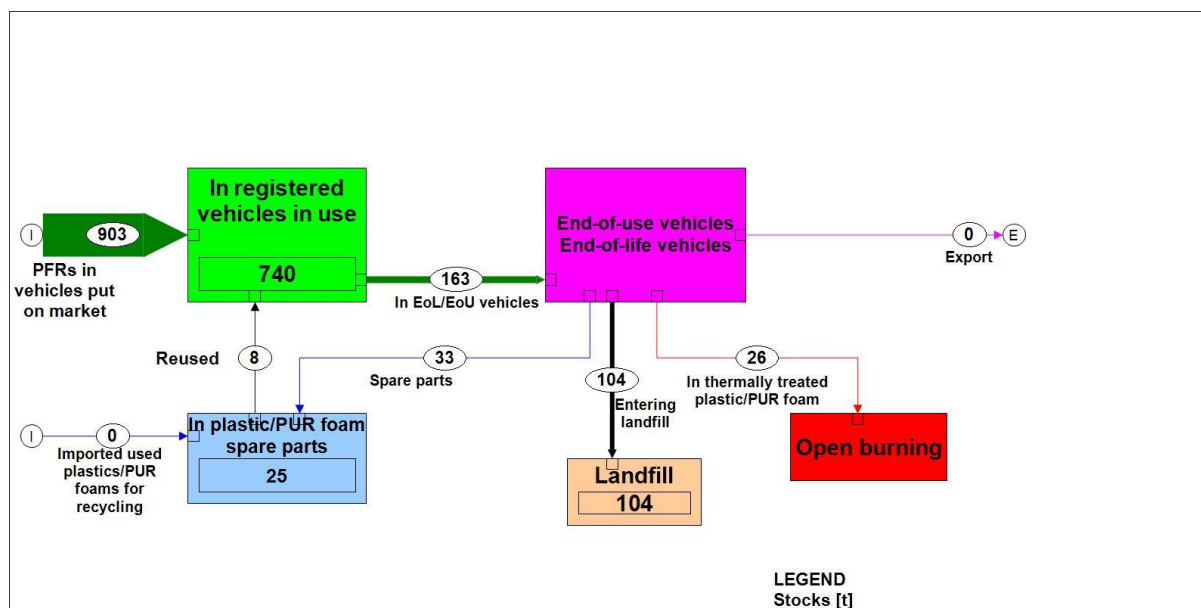 In registered
vehicles in use
740
I
903
PFRs in
vehicles put
on market
163
In EoL/EoU vehicles
End-of-use vehicles
End-of-life vehicles
0
E
Export
Reused
8
33
Spare parts
104
Entering
landfill
26
In thermally treated
plastic/PUR foam
I
0
Imported used
plastics/PUR
foams for
recycling
In plastic/PUR foam
spare parts
25
Landfill
104
Open burning
LEGEND
Stocks [t]